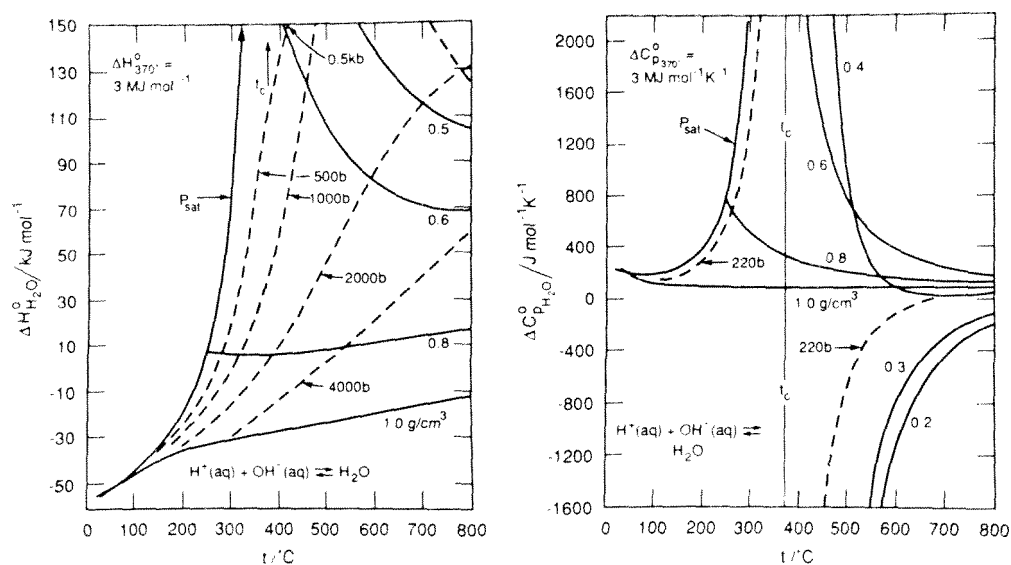 150
130
110
90
70
50
30
10
-10
-30
-50
ΔH°H₂O/kJ mol⁻¹
ΔH°₃₇₀° =
3 MJ mol⁻¹
t_c
0.5kb
0.5
0.6
P_sat
500b
1000b
2000b
0.8
4000b
1.0 g/cm³
H⁺(aq) + OH⁻(aq) ⇌ H₂O
0 100 200 300 400 500 600 700 800
t /°C
2000
1600
1200
800
400
0
-400
-800
-1200
-1600
ΔC°pH₂O/J mol⁻¹K⁻¹
ΔC°p₃₇₀° =
3 MJ mol⁻¹K⁻¹
0.4
P_sat
t_c
0.6
0.8
220b
1.0 g/cm³
220b
0.3
t_c
0.2
H⁺(aq) + OH⁻(aq) ⇌
H₂O
0 100 200 300 400 500 600 700 800
t /°C